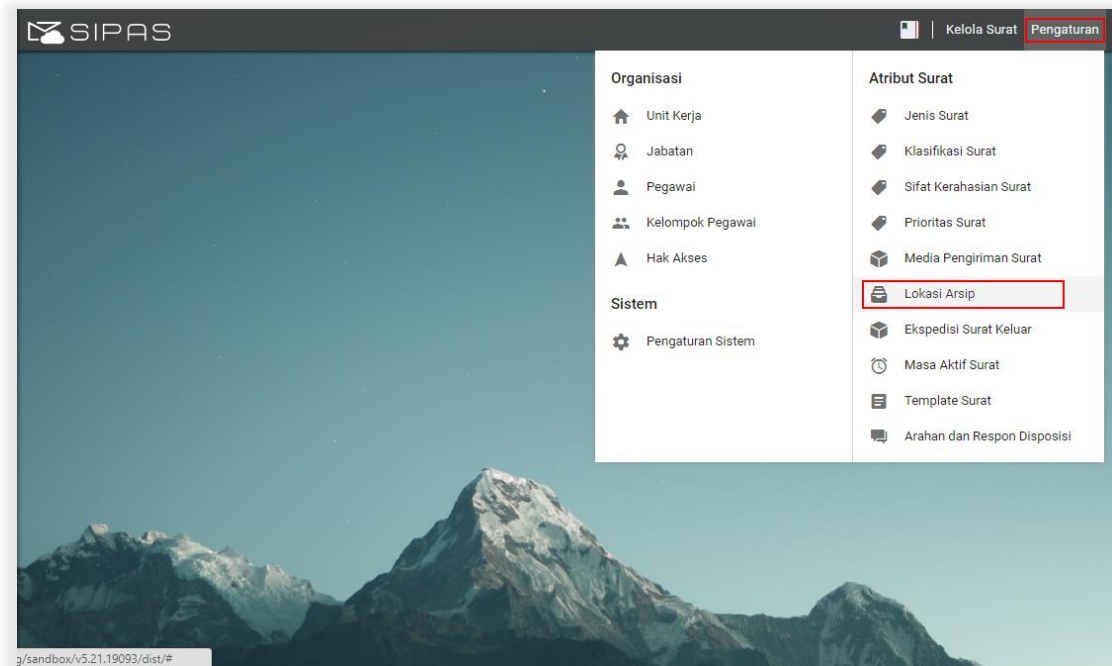 SIPAS
Kelola Surat
Pengaturan
Organisasi
Unit Kerja
Jabatan
Pegawai
Kelompok Pegawai
Hak Akses
Sistem
Pengaturan Sistem
Atribut Surat
Jenis Surat
Klasifikasi Surat
Sifat Kerahasian Surat
Prioritas Surat
Media Pengiriman Surat
Lokasi Arsip
Ekspedisi Surat Keluar
Masa Aktif Surat
Template Surat
Arahan dan Respon Disposisi
g/sandbox/v5.21.19093/dist/#